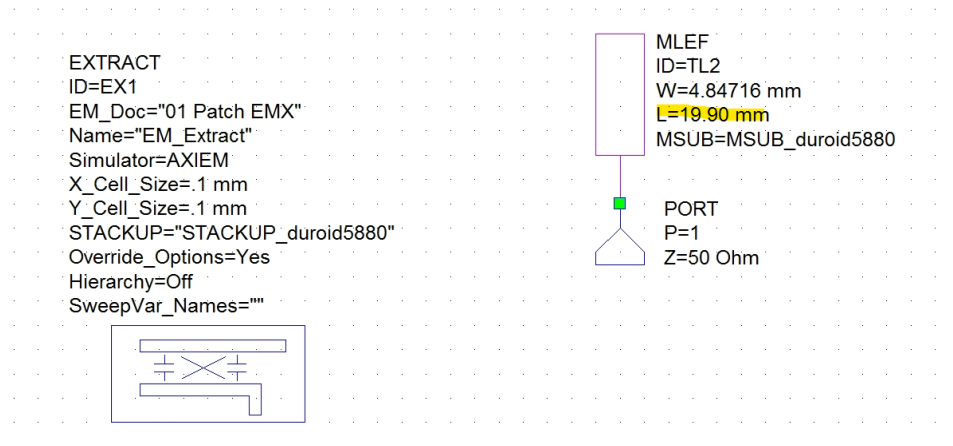 EXTRACT
ID=EX1
EM_Doc="01 Patch EMX"
Name="EM_Extract"
Simulator=AXIEM
X_Cell_Size=.1 mm
Y_Cell_Size=.1 mm
STACKUP="STACKUP_duroid5880"
Override_Options=Yes
Hierarchy=Off
SweepVar_Names=""
MLEF
ID=TL2
W=4.84716 mm
L=19.90 mm
MSUB=MSUB_duroid5880
PORT
P=1
Z=50 Ohm